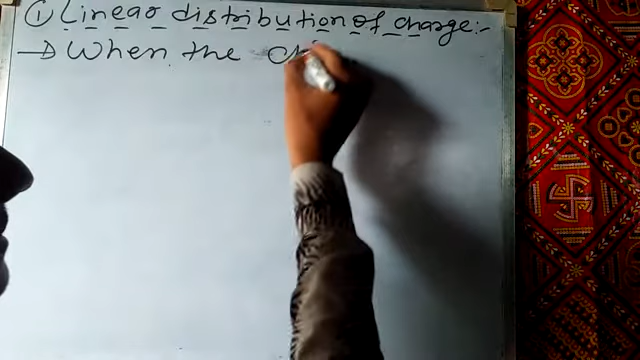 ① Linear distribution of charge:-
→ When the